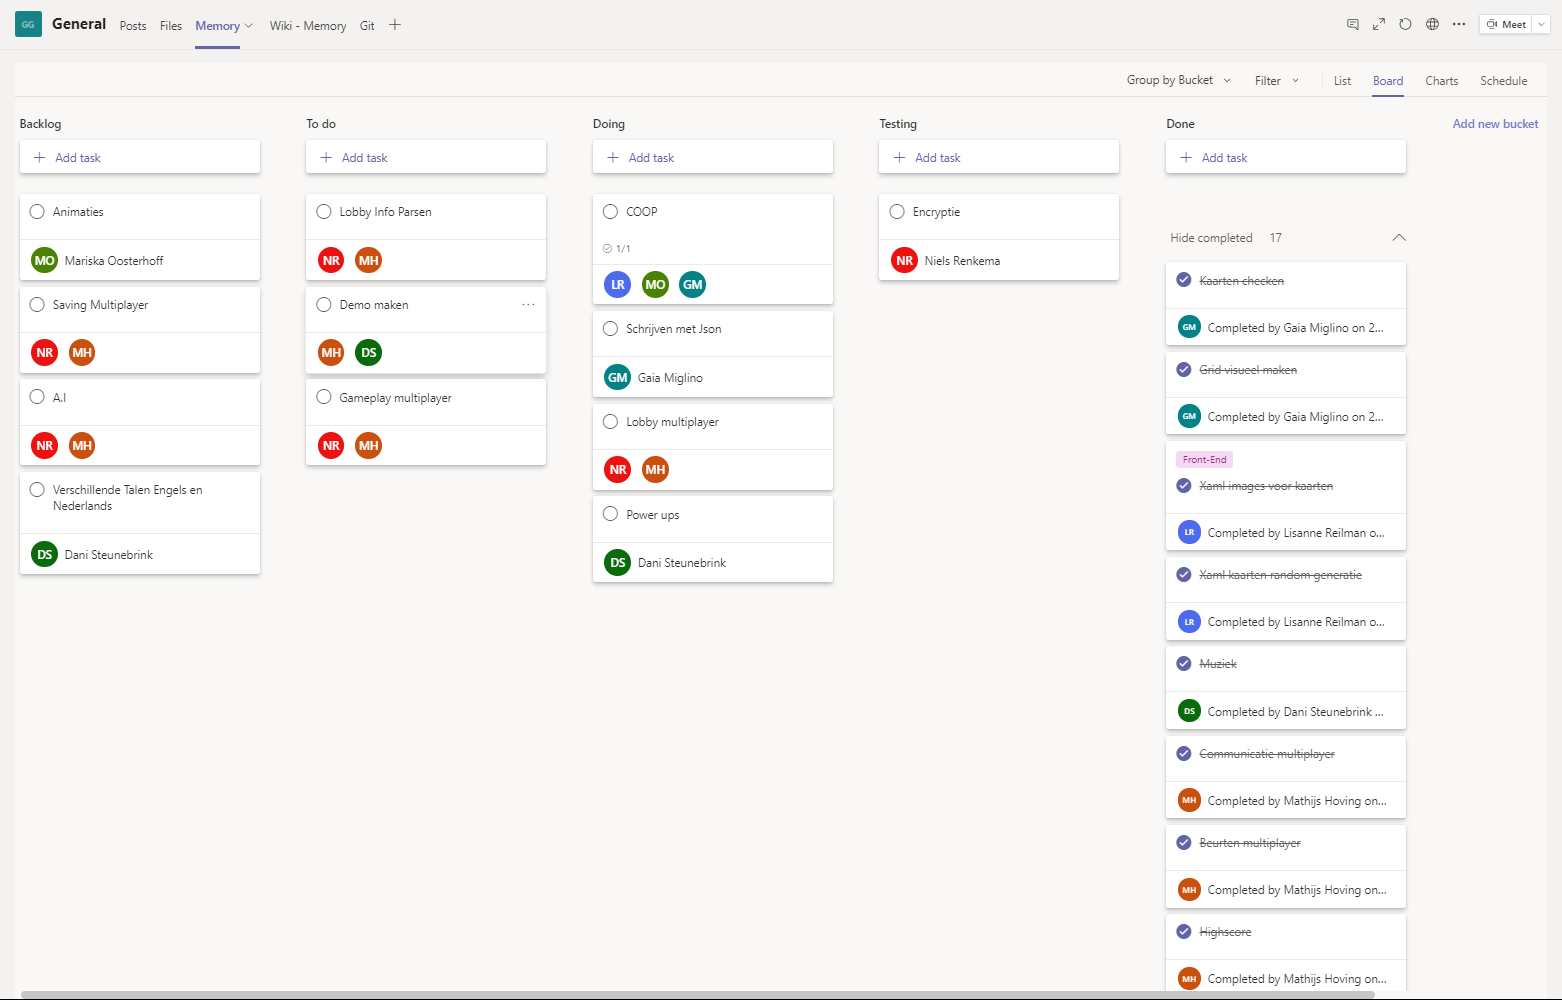 GG
General
Posts
Files
Memory
Wiki - Memory
Git
Meet
Group by Bucket
Filter
List
Board
Charts
Schedule
Backlog
Add task
Animaties
MO
Mariska Oosterhoff
Saving Multiplayer
NR
MH
A.I
NR
MH
Verschillende Talen Engels en
Nederlands
DS
Dani Steunebrink
To do
Add task
Lobby Info Parsen
NR
MH
Demo maken
MH
DS
Gameplay multiplayer
NR
MH
Doing
Add task
COOP
1/1
LR
MO
GM
Schrijven met Json
GM
Gaia Miglino
Lobby multiplayer
NR
MH
Power ups
DS
Dani Steunebrink
Testing
Add task
Encryptie
NR
Niels Renkema
Done
Add task
Hide completed 17
Kaarten checken
GM
Completed by Gaia Miglino on 2...
Grid visueel maken
GM
Completed by Gaia Miglino on 2...
Front-End
Xaml images voor kaarten
LR
Completed by Lisanne Reilman o...
Xaml kaarten random generatie
LR
Completed by Lisanne Reilman o...
Muziek
DS
Completed by Dani Steunebrink ...
Communicatie multiplayer
MH
Completed by Mathijs Hoving on...
Beurten multiplayer
MH
Completed by Mathijs Hoving on...
Highscore
MH
Completed by Mathijs Hoving on...
Add new bucket